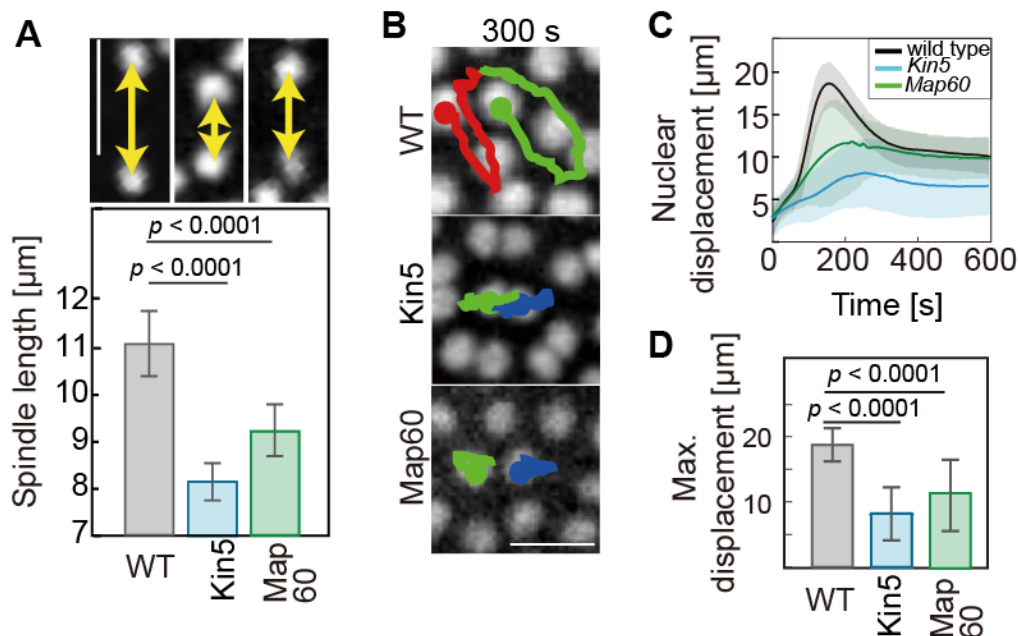 A
p < 0.0001
p < 0.0001
Spindle length [µm]
12
11
10
9
8
7
WT
Kin5
Map
60
B
300 s
WT
Kin5
Map60
C
Nuclear
displacement [µm]
20
15
10
5
wild type
Kin5
Map60
0
200
400
600
Time [s]
D
Max.
displacement [µm]
20
10
p < 0.0001
p < 0.0001
WT
Kin5
Map
60